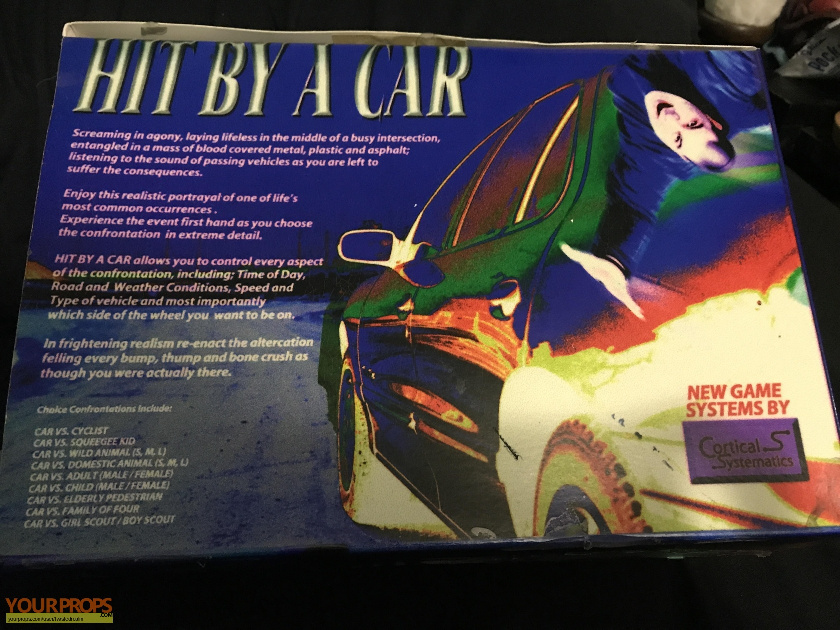 HIT BY A CAR
Screaming in agony, laying lifeless in the middle of a busy intersection,
entangled in a mass of blood covered metal, plastic and asphalt;
listening to the sound of passing vehicles as you are left to
suffer the consequences.
Enjoy this realistic portrayal of one of life's
most common occurrences .
Experience the event first hand as you choose
the confrontation in extreme detail.
HIT BY A CAR allows you to control every aspect
of the confrontation, including; Time of Day,
Road and Weather Conditions, Speed and
Type of vehicle and most importantly
which side of the wheel you want to be on.
In frightening realism re-enact the altercation
felling every bump, thump and bone crush as
though you were actually there.
Choice Confrontations Include:
CAR VS. CYCLIST
CAR VS. SQUEEGEE KID
CAR VS. WILD ANIMAL (S, M, L)
CAR VS. DOMESTIC ANIMAL (S, M, L)
CAR VS. ADULT (MALE / FEMALE)
CAR VS. CHILD (MALE / FEMALE)
CAR VS. ELDERLY PEDESTRIAN
CAR VS. FAMILY OF FOUR
CAR VS. GIRL SCOUT / BOY SCOUT
NEW GAME
SYSTEMS BY
Cortical
Systematics
YOURPROPS
.COM